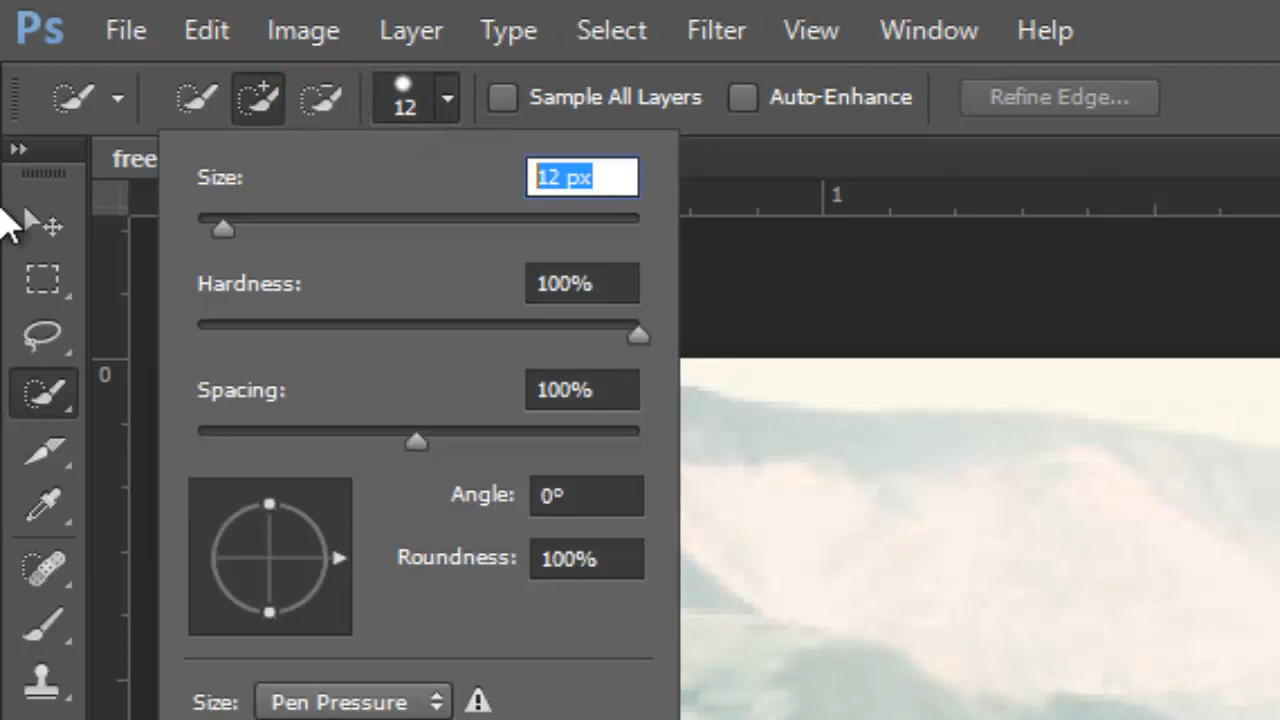 Ps File Edit Image Layer Type Select Filter View Window Help
12 Sample All Layers Auto-Enhance Refine Edge...
free
Size: 12 px
1
Hardness: 100%
0
Spacing: 100%
Angle: 0º
Roundness: 100%
Size: Pen Pressure